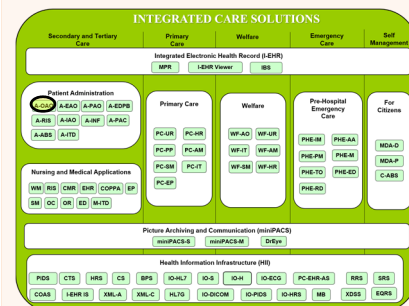 INTEGRATED CARE SOLUTIONS
Secondary and Tertiary Care
Primary Care
Welfare
Emergency Care
Self Management
Integrated Electronic Health Record (I-EHR)
MPR I-EHR Viewer IBS
Patient Administration
A-OAO A-EAO A-PAO A-EDPB
A-RIS A-IAO A-INF A-PAC
A-ABS A-ITD
Nursing and Medical Applications
WM RIS CMR EHR COPPA EP
SM OC OR ED M-ITD
Primary Care
PC-UR PC-HR
PC-PP PC-AM
PC-SM PC-IT
PC-EP
Welfare
WF-AO WF-UR
WF-IT WF-AM
WF-SM WF-HR
Pre-Hospital
Emergency
Care
PHE-IM PHE-AA
PHE-PM PHE-M
PHE-TO PHE-ED
PHE-RD
For
Citizens
MDA-D
MDA-P
C-ABS
Picture Archiving and Communication (miniPACS)
miniPACS-S miniPACS-M DrEye
Health Information Infrastructure (HII)
PiDS CTS HRS CS BPS IO-HL7 IO-S IO-H IO-ECG PC-EHR-AS RRS SRS
COAS I-EHR IS XML-A XML-C HL7G IO-DICOM IO-PIDS IO-HRS MB XDSS EQRS